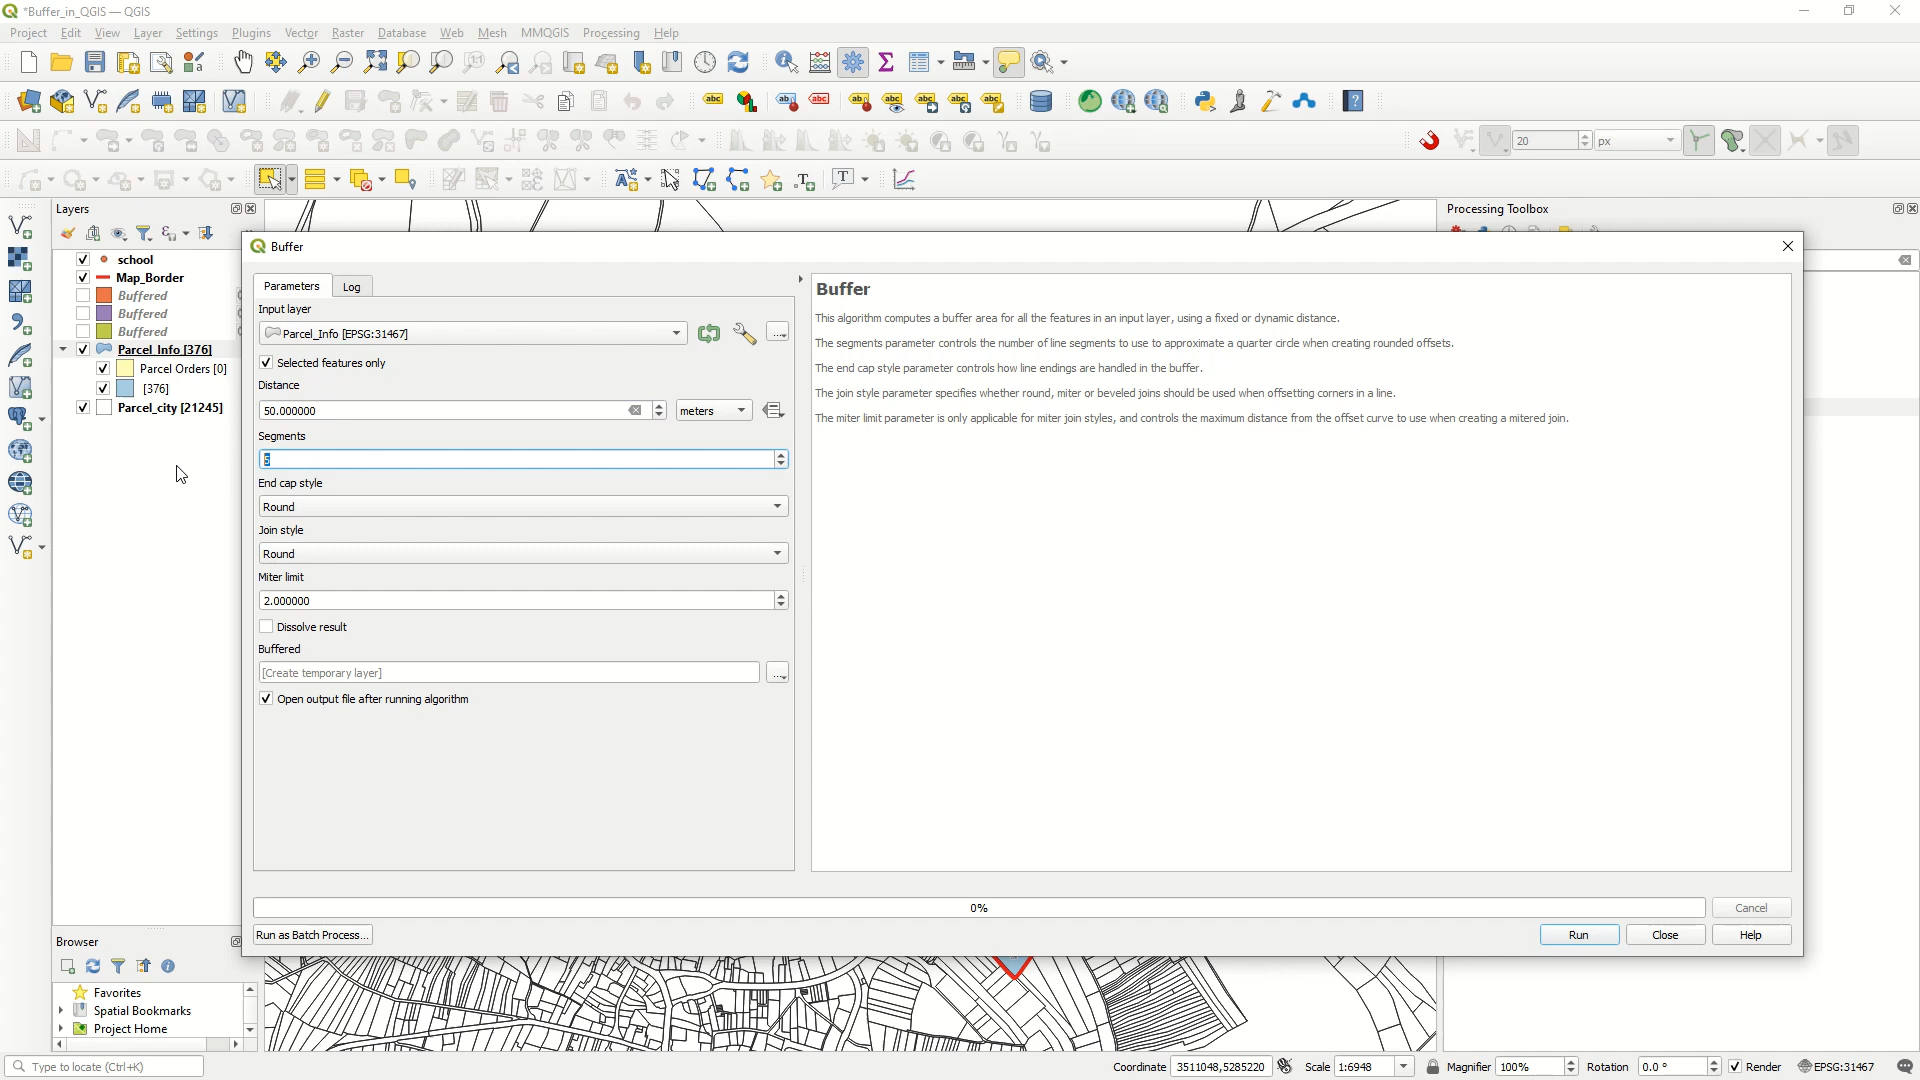 *Buffer_in_QGIS — QGIS
Project Edit View Layer Settings Plugins Vector Raster Database Web Mesh MMQGIS Processing Help
20 px
Layers
school
Map_Border
Buffered
Buffered
Buffered
Parcel_Info [376]
Parcel Orders [0]
[376]
Parcel_city [21245]
Processing Toolbox
Buffer
Parameters Log
Input layer
Parcel_Info [EPSG:31467]
Selected features only
Distance
50.000000 meters
Segments
5
End cap style
Round
Join style
Round
Miter limit
2.000000
Dissolve result
Buffered
[Create temporary layer]
Open output file after running algorithm
Buffer
This algorithm computes a buffer area for all the features in an input layer, using a fixed or dynamic distance.
The segments parameter controls the number of line segments to use to approximate a quarter circle when creating rounded offsets.
The end cap style parameter controls how line endings are handled in the buffer.
The join style parameter specifies whether round, miter or beveled joins should be used when offsetting corners in a line.
The miter limit parameter is only applicable for miter join styles, and controls the maximum distance from the offset curve to use when creating a mitered join.
0% Cancel
Run as Batch Process... Run Close Help
Browser
Favorites
Spatial Bookmarks
Project Home
Type to locate (Ctrl+K) Coordinate 3511048,5285220 Scale 1:6948 Magnifier 100% Rotation 0.0 ° Render EPSG:31467